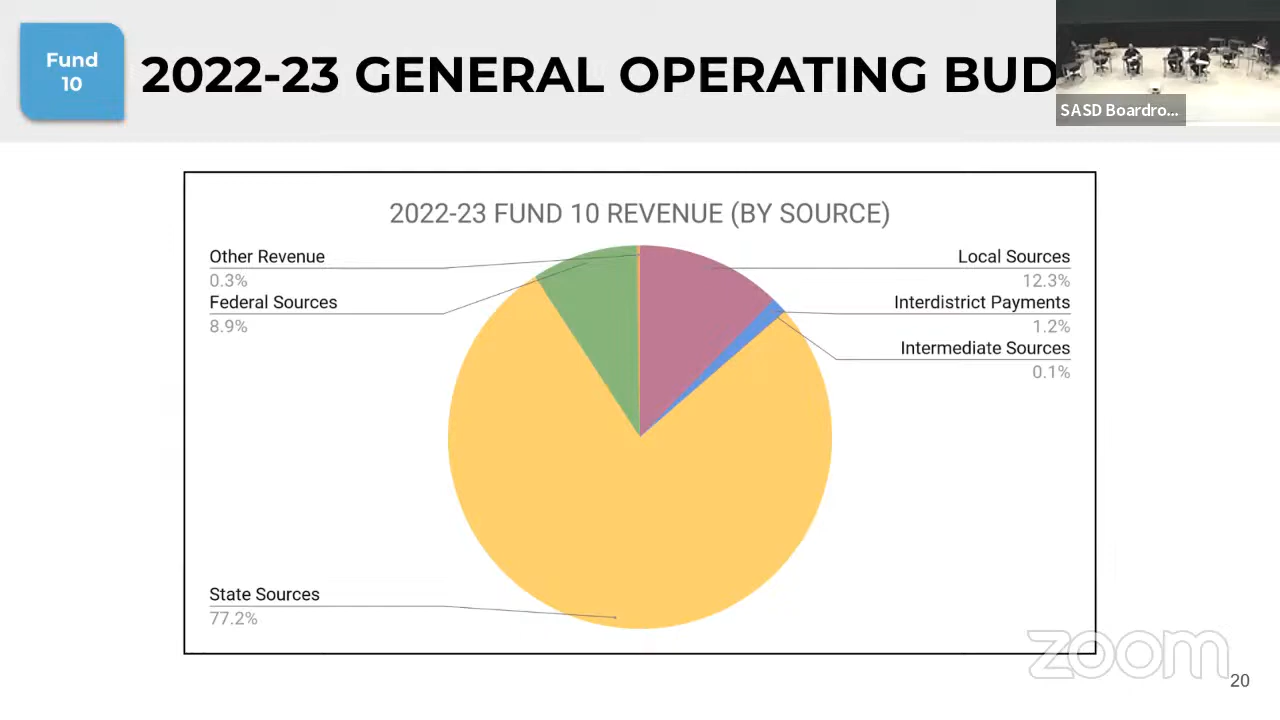 Fund
10
2022-23 GENERAL OPERATING BUD
SASD Boardro...
2022-23 FUND 10 REVENUE (BY SOURCE)
Other Revenue
0.3%
Federal Sources
8.9%
Local Sources
12.3%
Interdistrict Payments
1.2%
Intermediate Sources
0.1%
State Sources
77.2%
zoom
20